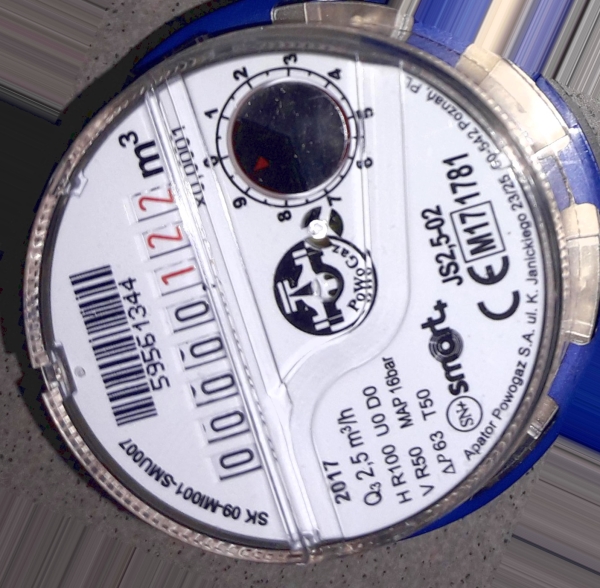 m³
00000122
x0,0001
0 1 2 3 4 5 6 7 8 9
59561344
SK 09-MI001-SMU007
PoWoGaz
2017
Q₃ 2,5 m³/h
H R100 U0 D0
V R50 MAP 16bar
ΔP63 T50
SN+ smart+ JS2,5-02
CE M17 1781
Apator Powogaz S.A. ul. K. Janickiego 23/25, 60-542 Poznań, PL